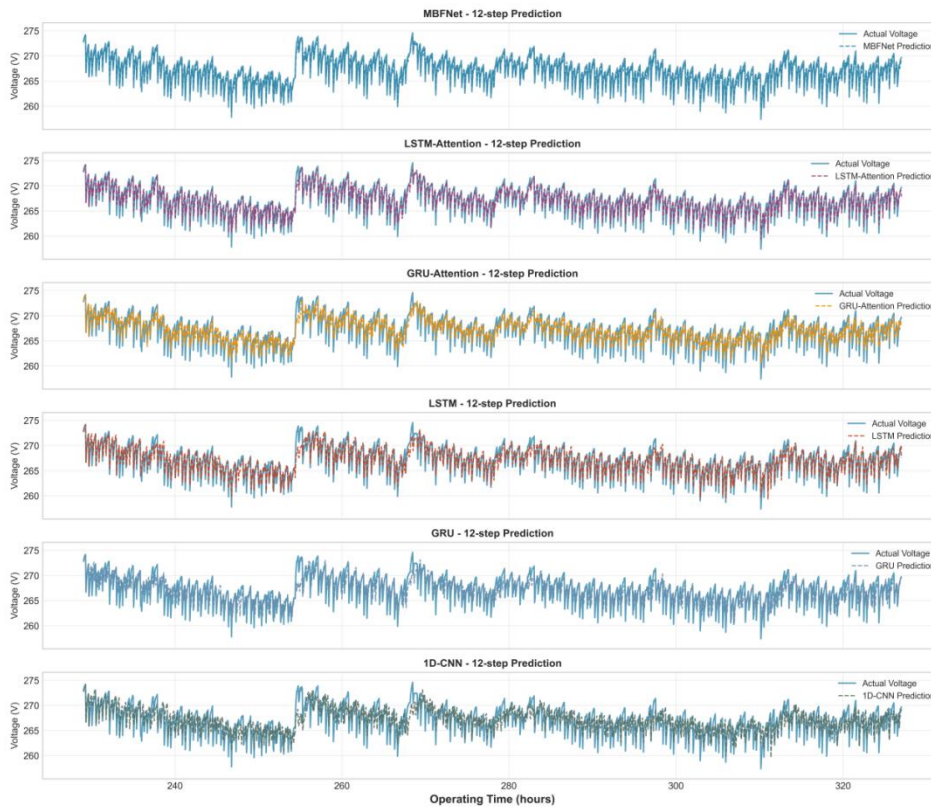 MBFNet - 12-step Prediction
Voltage (V)
275
270
265
260
Actual Voltage
MBFNet Prediction
LSTM-Attention - 12-step Prediction
Voltage (V)
275
270
265
260
Actual Voltage
LSTM-Attention Prediction
GRU-Attention - 12-step Prediction
Voltage (V)
275
270
265
260
Actual Voltage
GRU-Attention Prediction
LSTM - 12-step Prediction
Voltage (V)
275
270
265
260
Actual Voltage
LSTM Prediction
GRU - 12-step Prediction
Voltage (V)
275
270
265
260
Actual Voltage
GRU Prediction
1D-CNN - 12-step Prediction
Voltage (V)
275
270
265
260
Actual Voltage
1D-CNN Prediction
240
260
280
300
320
Operating Time (hours)